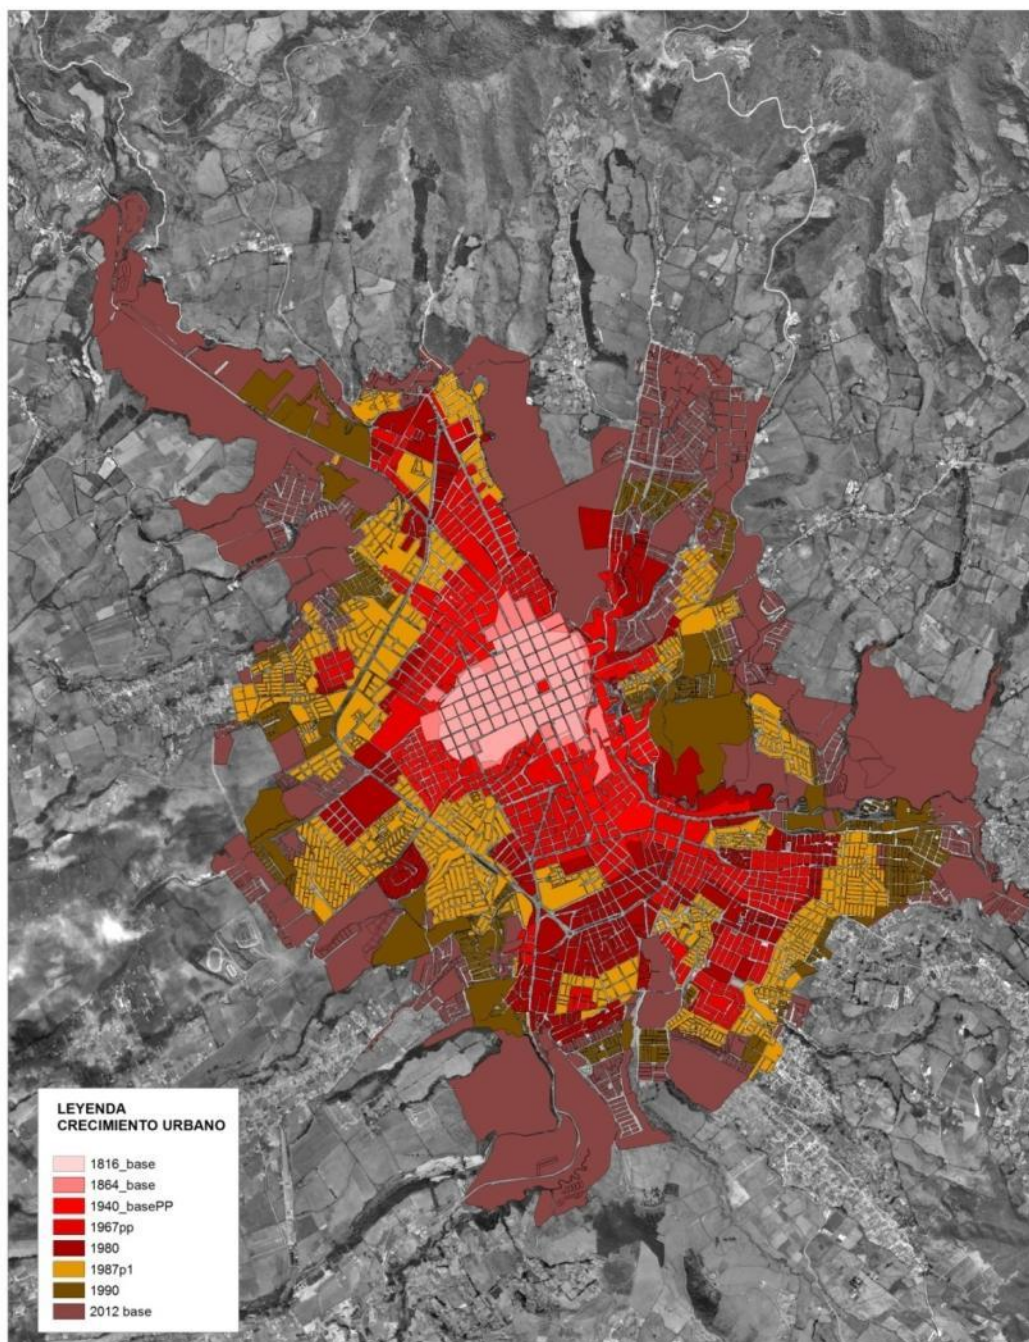 LEYENDA
CRECIMIENTO URBANO
1816_base
1864_base
1940_basePP
1967pp
1980
1987p1
1990
2012 base